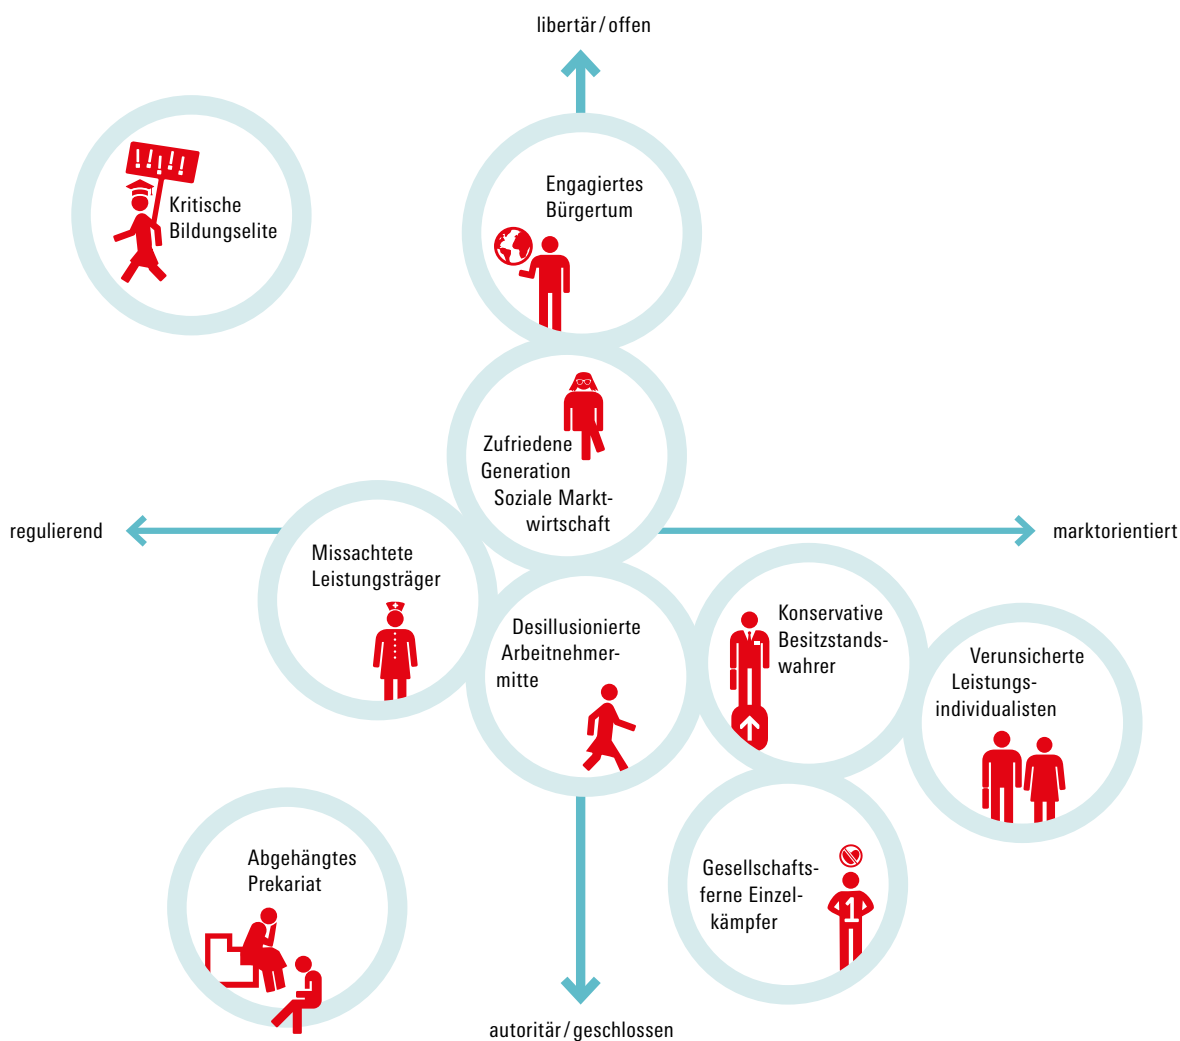 libertär/offen
! ! ! ! !
Kritische
Bildungselite
Engagiertes
Bürgertum
Zufriedene
Generation
Soziale Markt-
wirtschaft
regulierend
marktorientiert
Missachtete
Leistungsträger
Desillusionierte
Arbeitnehmer-
mitte
Konservative
Besitzstands-
wahrer
Verunsicherte
Leistungs-
individualisten
Abgehängtes
Prekariat
Gesellschafts-
ferne Einzel-
kämpfer
1
autoritär/geschlossen